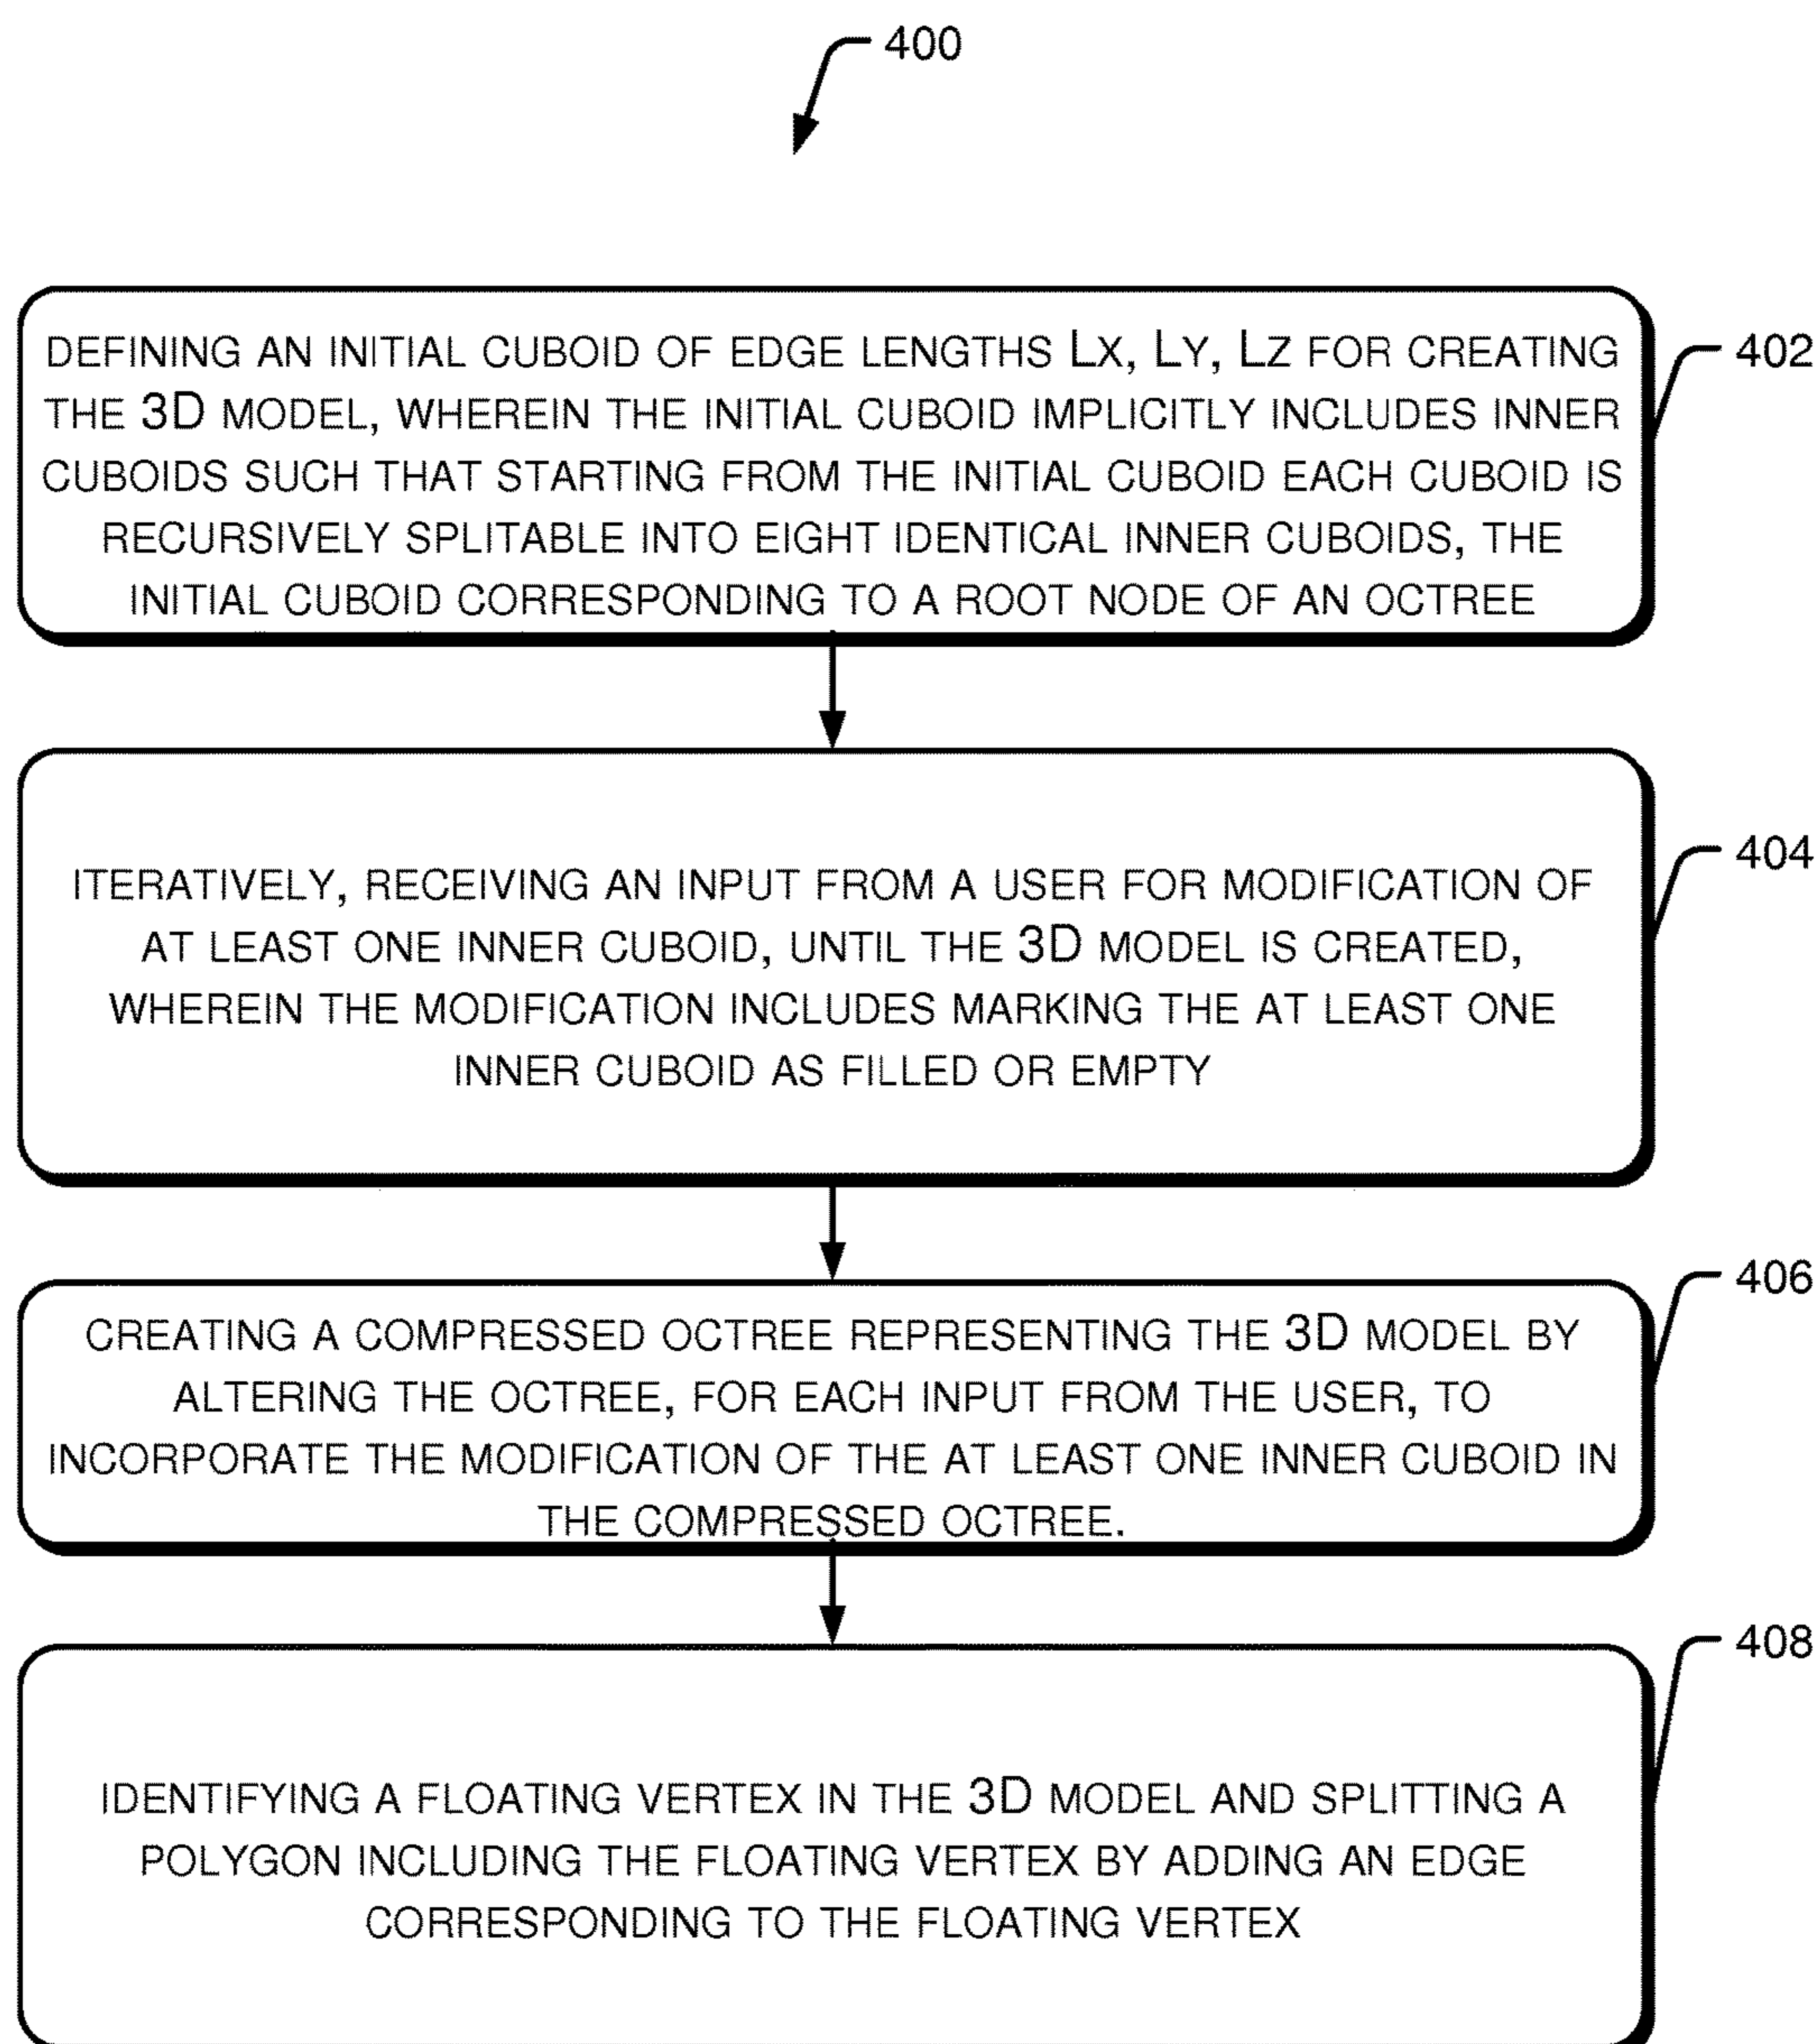 400
DEFINING AN INITIAL CUBOID OF EDGE LENGTHS LX, LY, LZ FOR CREATING
THE 3D MODEL, WHEREIN THE INITIAL CUBOID IMPLICITLY INCLUDES INNER
CUBOIDS SUCH THAT STARTING FROM THE INITIAL CUBOID EACH CUBOID IS
RECURSIVELY SPLITABLE INTO EIGHT IDENTICAL INNER CUBOIDS, THE
INITIAL CUBOID CORRESPONDING TO A ROOT NODE OF AN OCTREE
402
ITERATIVELY, RECEIVING AN INPUT FROM A USER FOR MODIFICATION OF
AT LEAST ONE INNER CUBOID, UNTIL THE 3D MODEL IS CREATED,
WHEREIN THE MODIFICATION INCLUDES MARKING THE AT LEAST ONE
INNER CUBOID AS FILLED OR EMPTY
404
CREATING A COMPRESSED OCTREE REPRESENTING THE 3D MODEL BY
ALTERING THE OCTREE, FOR EACH INPUT FROM THE USER, TO
INCORPORATE THE MODIFICATION OF THE AT LEAST ONE INNER CUBOID IN
THE COMPRESSED OCTREE.
406
IDENTIFYING A FLOATING VERTEX IN THE 3D MODEL AND SPLITTING A
POLYGON INCLUDING THE FLOATING VERTEX BY ADDING AN EDGE
CORRESPONDING TO THE FLOATING VERTEX
408